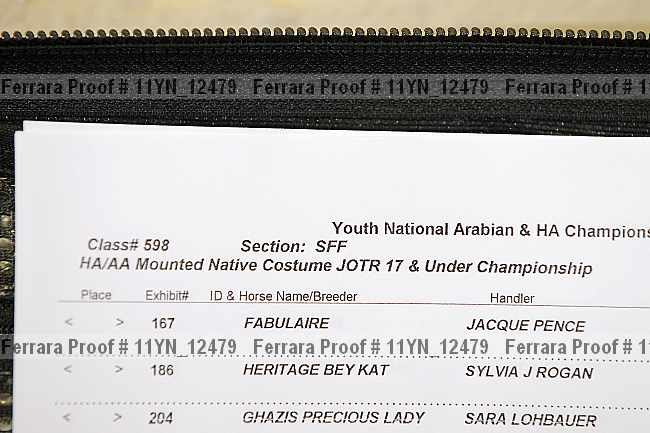 Ferrara Proof # 11YN_12479 Ferrara Proof # 11YN_12479 Ferrara Proof # 1
Youth National Arabian & HA Champions
Class# 598 Section: SFF
HA/AA Mounted Native Costume JOTR 17 & Under Championship
Place Exhibit# ID & Horse Name/Breeder Handler
< > 167 FABULAIRE JACQUE PENCE
Ferrara Proof # 11YN_12479 Ferrara Proof # 11YN_12479 Ferrara Proof # 1
< > 186 HERITAGE BEY KAT SYLVIA J ROGAN
< > 204 GHAZIS PRECIOUS LADY SARA LOHBAUER